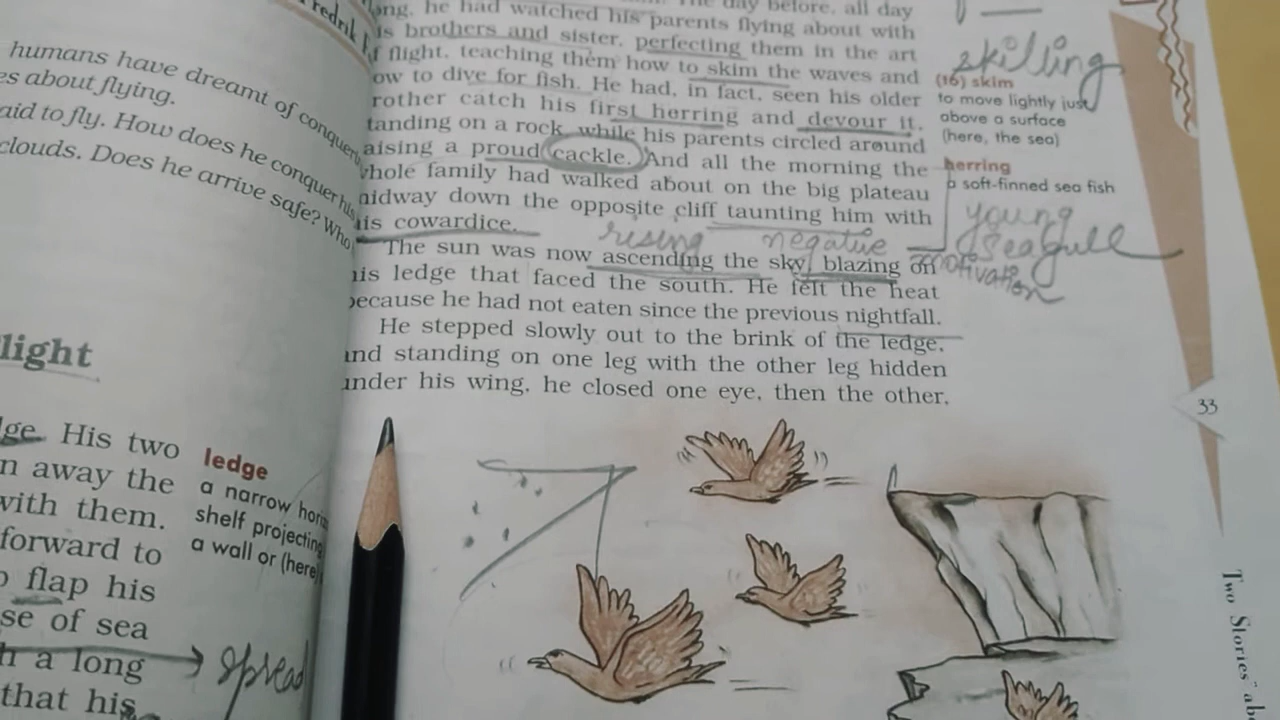 Fredrik
humans have dreamt of
es about flying.
aid to fly. How does he conquer his
clouds. Does he arrive safe? Who
light
ge. His two
n away the
with them.
forward to
flap his
se of sea
h a long
that his
ledge
a narrow
shelf projecting
a wall or (here)
spread
he had watched his parents flying about with
is brothers and sister, perfecting them in the art
flight, teaching them how to skim the waves and
ow to dive for fish. He had, in fact, seen his older
rother catch his first herring and devour it,
tanding on a rock, while his parents circled around
aising a proud cackle. And all the morning the
whole family had walked about on the big plateau
midway down the opposite cliff taunting him with
is cowardice.
rising negative
The sun was now ascending the sky, blazing on
his ledge that faced the south. He felt the heat
because he had not eaten since the previous nightfall.
He stepped slowly out to the brink of the ledge,
and standing on one leg with the other leg hidden
under his wing, he closed one eye, then the other,
skilling
(16) skim
to move lightly just
above a surface
(here, the sea)
herring
a soft-finned sea fish
young
seagull
motivation
33
Two Stories